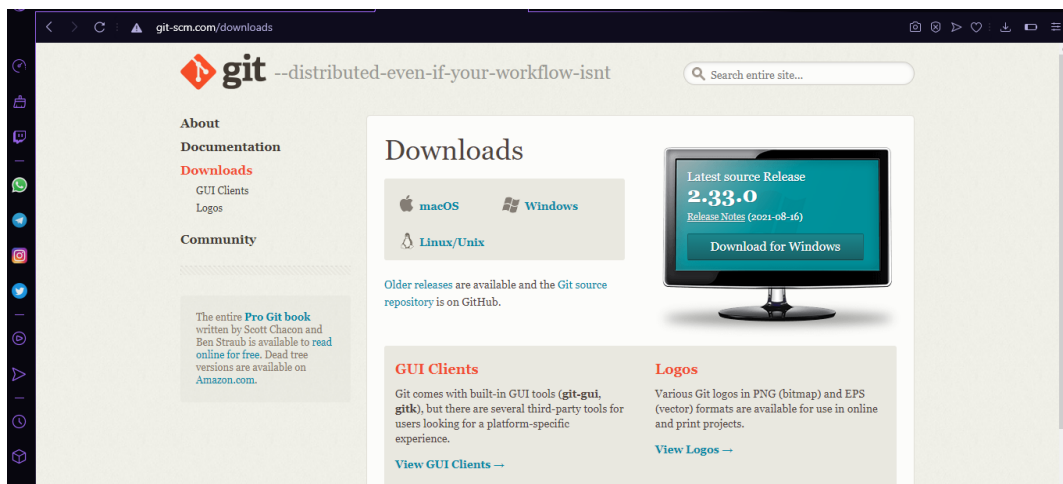 git-scm.com/downloads
git --distributed-even-if-your-workflow-isnt
Search entire site...
About
Documentation
Downloads
GUI Clients
Logos
Community
The entire Pro Git book
written by Scott Chacon and
Ben Straub is available to read
online for free. Dead tree
versions are available on
Amazon.com.
Downloads
macOS
Windows
Linux/Unix
Older releases are available and the Git source
repository is on GitHub.
Latest source Release
2.33.0
Release Notes (2021-08-16)
Download for Windows
GUI Clients
Git comes with built-in GUI tools (git-gui,
gitk), but there are several third-party tools for
users looking for a platform-specific
experience.
View GUI Clients →
Logos
Various Git logos in PNG (bitmap) and EPS
(vector) formats are available for use in online
and print projects.
View Logos →